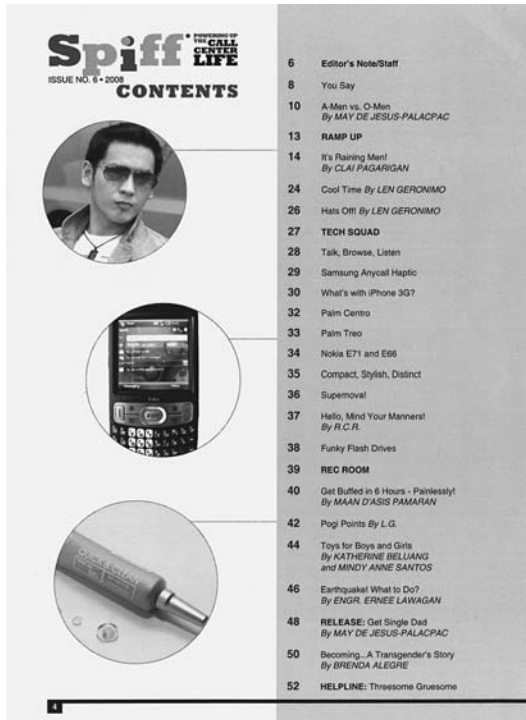 Spiff
POWERING UP
THE CALL
CENTER
LIFE
ISSUE NO. 6 • 2008
CONTENTS
6 Editor's Note/Staff
8 You Say
10 A-Men vs. O-Men
By MAY DE JESUS-PALACPAC
13 RAMP UP
14 It's Raining Men!
By CLAI PAGARIGAN
24 Cool Time By LEN GERONIMO
26 Hats Off! By LEN GERONIMO
27 TECH SQUAD
28 Talk, Browse, Listen
29 Samsung Anycall Haptic
30 What's with iPhone 3G?
32 Palm Centro
33 Palm Treo
34 Nokia E71 and E66
35 Compact, Stylish, Distinct
36 Supernova!
37 Hello, Mind Your Manners!
By R.C.R.
38 Funky Flash Drives
39 REC ROOM
40 Get Buffed in 6 Hours - Painlessly!
By MAAN D'ASIS PAMARAN
42 Pogi Points By L.G.
44 Toys for Boys and Girls
By KATHERINE BELUANG
and MINDY ANNE SANTOS
46 Earthquake! What to Do?
By ENGR. ERNEE LAWAGAN
48 RELEASE: Get Single Dad
By MAY DE JESUS-PALACPAC
50 Becoming...A Transgender's Story
By BRENDA ALEGRE
52 HELPLINE: Threesome Gruesome
QUICK & CLEAN
4